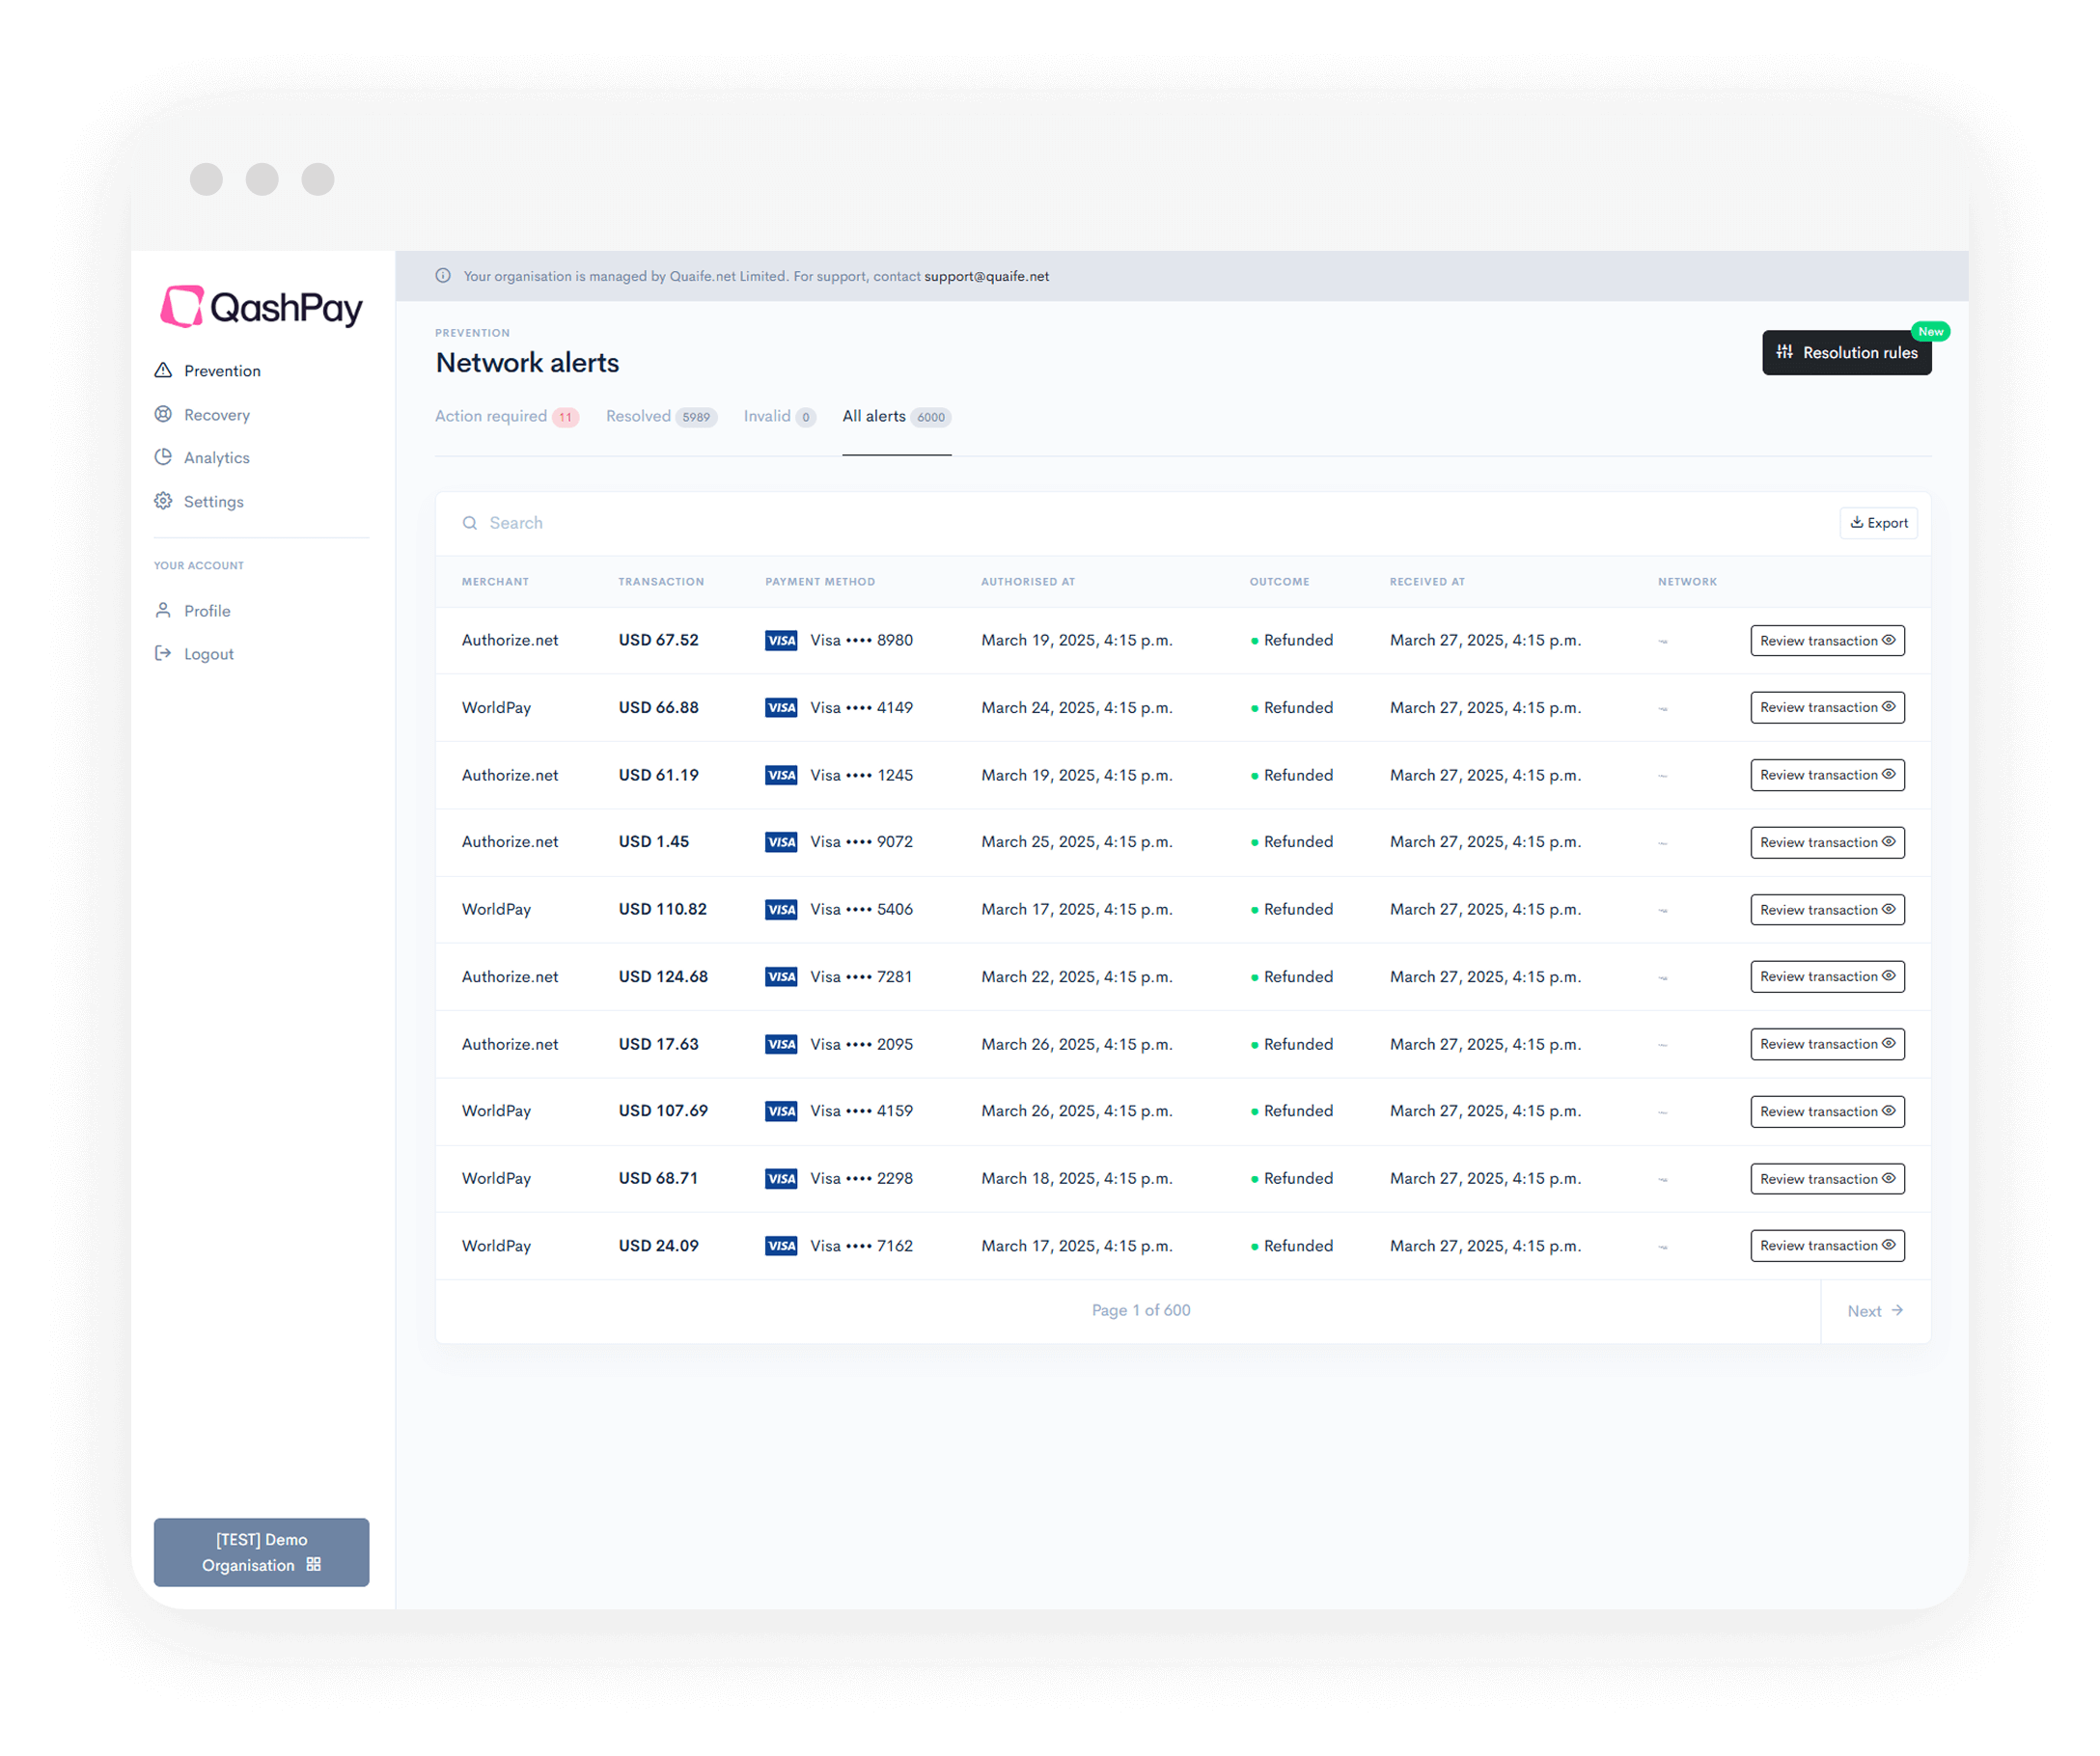 Your organisation is managed by Quaife.net Limited. For support, contact support@quaife.net
QashPay
Prevention
Recovery
Analytics
Settings
YOUR ACCOUNT
Profile
Logout
[TEST] Demo
Organisation
PREVENTION
Network alerts
New
Resolution rules
Action required 11 Resolved 5989 Invalid 0 All alerts 6000
Search
Export
MERCHANT TRANSACTION PAYMENT METHOD AUTHORISED AT OUTCOME RECEIVED AT NETWORK
Authorize.net USD 67.52 VISA Visa •••• 8980 March 19, 2025, 4:15 p.m. Refunded March 27, 2025, 4:15 p.m. Review transaction
WorldPay USD 66.88 VISA Visa •••• 4149 March 24, 2025, 4:15 p.m. Refunded March 27, 2025, 4:15 p.m. Review transaction
Authorize.net USD 61.19 VISA Visa •••• 1245 March 19, 2025, 4:15 p.m. Refunded March 27, 2025, 4:15 p.m. Review transaction
Authorize.net USD 1.45 VISA Visa •••• 9072 March 25, 2025, 4:15 p.m. Refunded March 27, 2025, 4:15 p.m. Review transaction
WorldPay USD 110.82 VISA Visa •••• 5406 March 17, 2025, 4:15 p.m. Refunded March 27, 2025, 4:15 p.m. Review transaction
Authorize.net USD 124.68 VISA Visa •••• 7281 March 22, 2025, 4:15 p.m. Refunded March 27, 2025, 4:15 p.m. Review transaction
Authorize.net USD 17.63 VISA Visa •••• 2095 March 26, 2025, 4:15 p.m. Refunded March 27, 2025, 4:15 p.m. Review transaction
WorldPay USD 107.69 VISA Visa •••• 4159 March 26, 2025, 4:15 p.m. Refunded March 27, 2025, 4:15 p.m. Review transaction
WorldPay USD 68.71 VISA Visa •••• 2298 March 18, 2025, 4:15 p.m. Refunded March 27, 2025, 4:15 p.m. Review transaction
WorldPay USD 24.09 VISA Visa •••• 7162 March 17, 2025, 4:15 p.m. Refunded March 27, 2025, 4:15 p.m. Review transaction
Page 1 of 600
Next